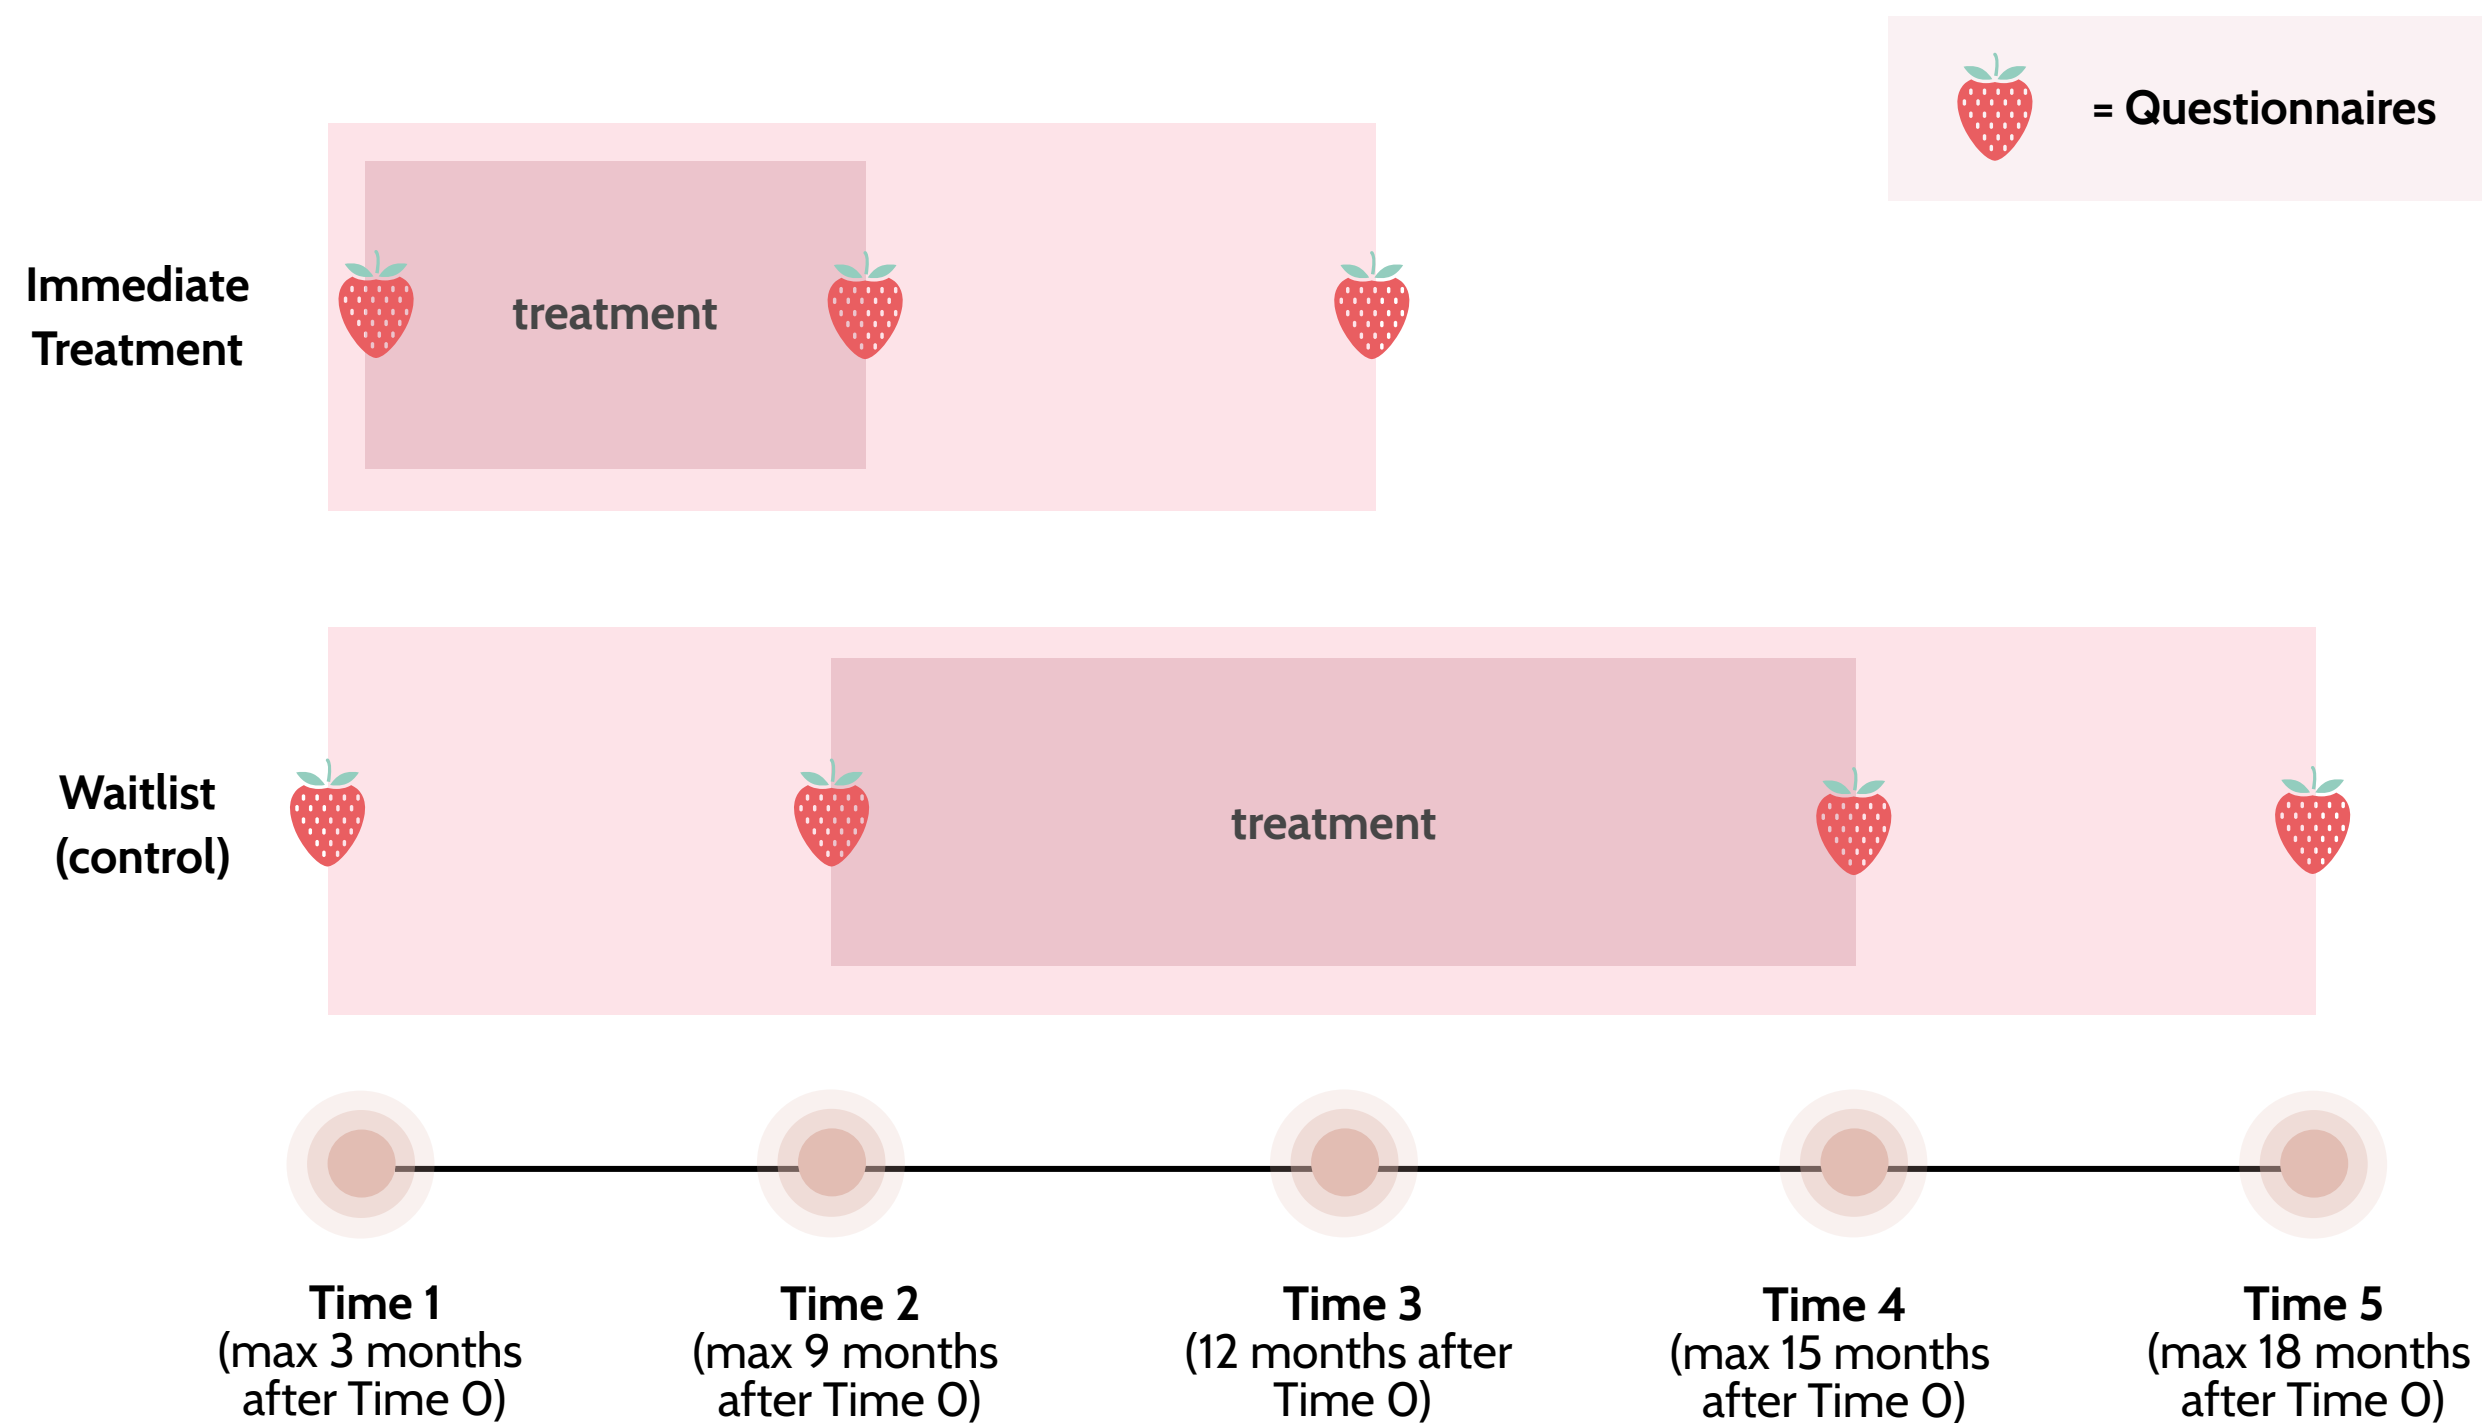 = Questionnaires
Immediate
Treatment
treatment
Waitlist
(control)
treatment
Time 1
(max 3 months
after Time 0)
Time 2
(max 9 months
after Time 0)
Time 3
(12 months after
Time 0)
Time 4
(max 15 months
after Time 0)
Time 5
(max 18 months
after Time 0)